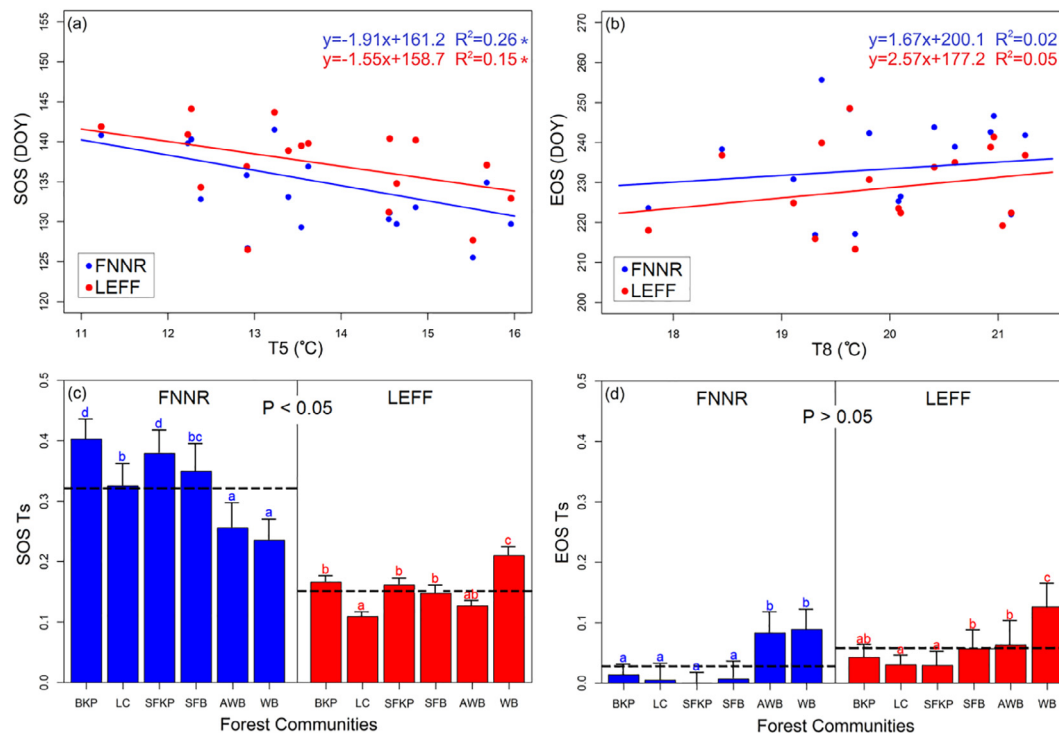 (a)
y=-1.91x+161.2 R²=0.26 *
y=-1.55x+158.7 R²=0.15 *
SOS (DOY)
155
150
145
140
135
130
125
120
FNNR
LEFF
11 12 13 14 15 16
T5 (°C)
(b)
y=1.67x+200.1 R²=0.02
y=2.57x+177.2 R²=0.05
EOS (DOY)
270
260
250
240
230
220
210
200
FNNR
LEFF
18 19 20 21
T8 (°C)
(c)
FNNR
P < 0.05
LEFF
SOS Ts
0.5
0.4
0.3
0.2
0.1
0.0
d b d bc a a
b a b b ab c
BKP LC SFKP SFB AWB WB BKP LC SFKP SFB AWB WB
Forest Communities
(d)
FNNR
P > 0.05
LEFF
EOS Ts
0.5
0.4
0.3
0.2
0.1
0.0
a a a a b b
ab a a b b c
BKP LC SFKP SFB AWB WB BKP LC SFKP SFB AWB WB
Forest Communities